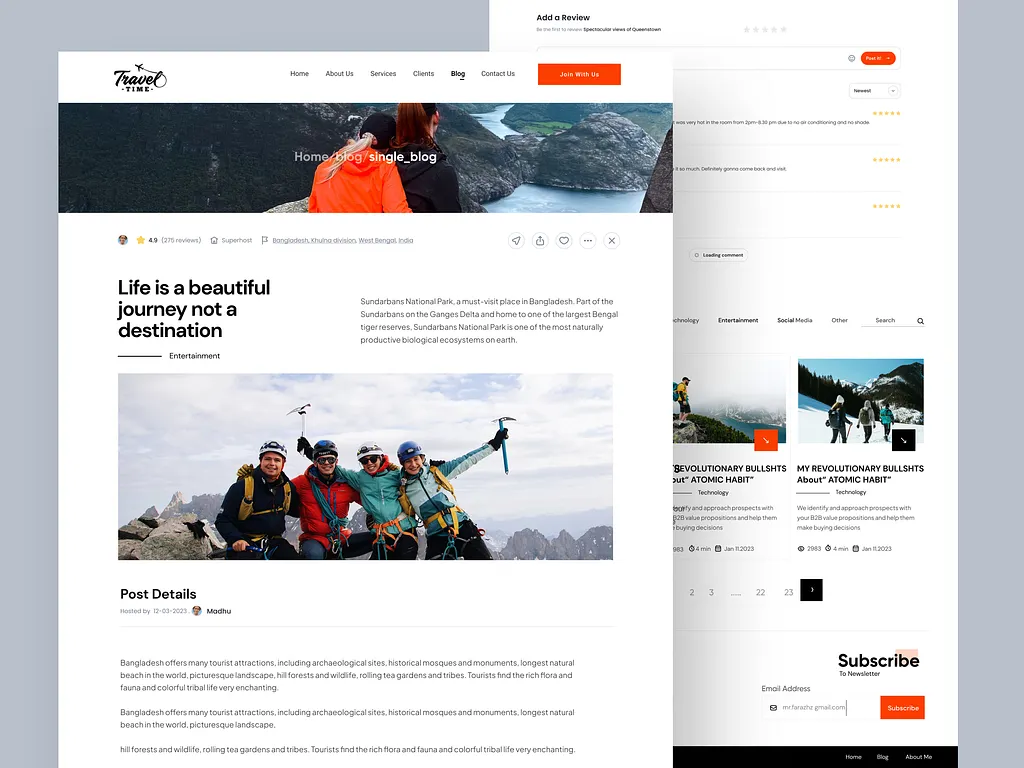 Add a Review
Be the first to review Spectacular views of Queenstown
Post it!
Newest
was very hot in the room from 2pm-8.30 pm due to no air conditioning and no shade.
it so much. Definitely gonna come back and visit.
Loading comment
Travel
TIME
Home About Us Services Clients Blog Contact Us Join With Us
Home/blog/single_blog
4.9 (275 reviews) Superhost Bangladesh, Khulna division, West Bengal, India
Life is a beautiful
journey not a
destination
Entertainment
Sundarbans National Park, a must-visit place in Bangladesh. Part of the
Sundarbans on the Ganges Delta and home to one of the largest Bengal
tiger reserves, Sundarbans National Park is one of the most naturally
productive biological ecosystems on earth.
Post Details
Hosted by 12-03-2023 . Madhu
Bangladesh offers many tourist attractions, including archaeological sites, historical mosques and monuments, longest natural
beach in the world, picturesque landscape, hill forests and wildlife, rolling tea gardens and tribes. Tourists find the rich flora and
fauna and colorful tribal life very enchanting.
Bangladesh offers many tourist attractions, including archaeological sites, historical mosques and monuments, longest natural
beach in the world, picturesque landscape,
hill forests and wildlife, rolling tea gardens and tribes. Tourists find the rich flora and fauna and colorful tribal life very enchanting.
chnology Entertainment Social Media Other Search
REVOLUTIONARY BULLSHTS
out" ATOMIC HABIT"
Technology
and approach prospects with
B2B value propositions and help them
buying decisions
983 4 min Jan 11.2023
MY REVOLUTIONARY BULLSHTS
About" ATOMIC HABIT"
Technology
We identify and approach prospects with
your B2B value propositions and help them
make buying decisions
2983 4 min Jan 11.2023
2 3 ..... 22 23
Subscribe
To Newsletter
Email Address
mr.farazhz gmail.com Subscribe
Home Blog About Me